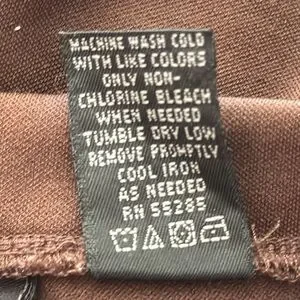 MACHINE WASH COLD
WITH LIKE COLORS
ONLY NON-
CHLORINE BLEACH
WHEN NEEDED
TUMBLE DRY LOW
REMOVE PROMPTLY
COOL IRON
AS NEEDED
RN 55285